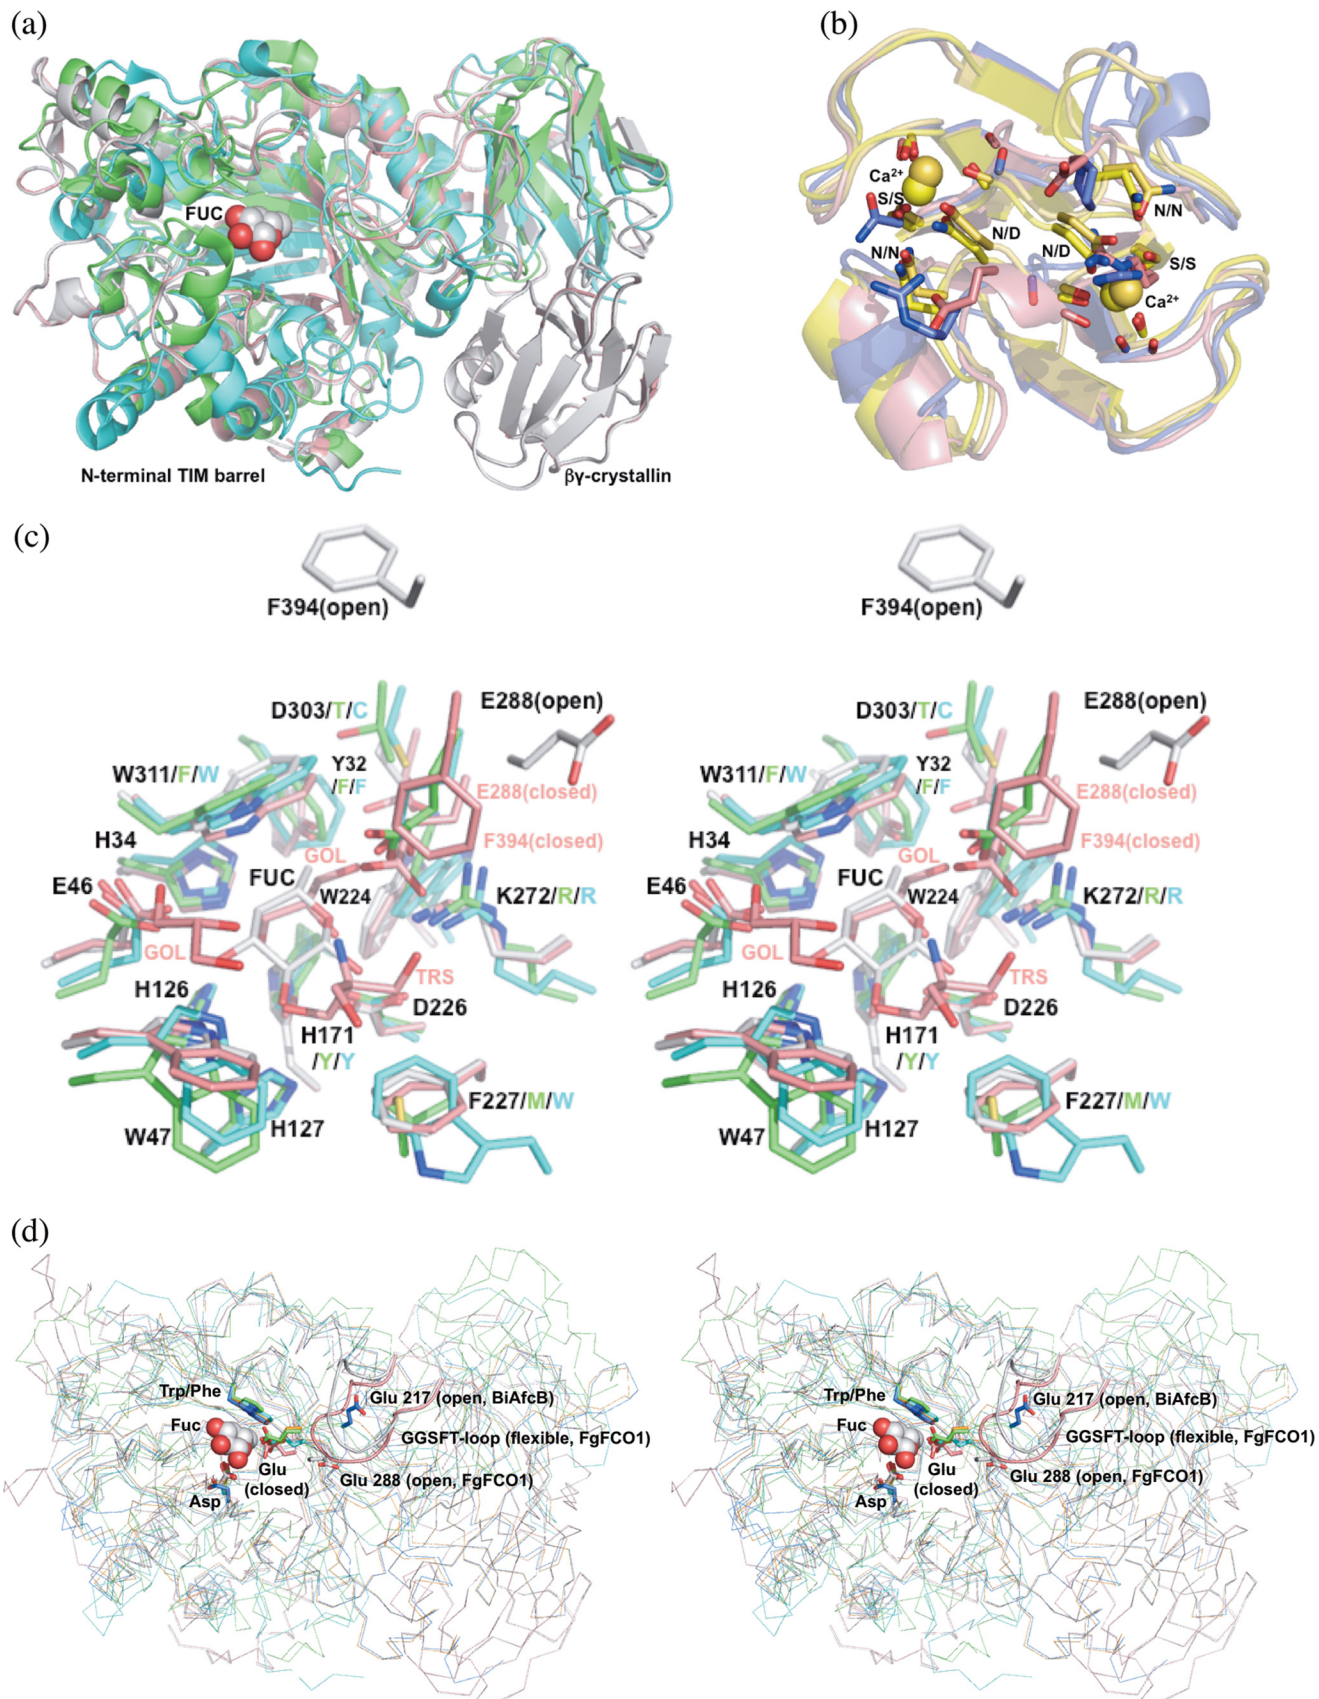 (a)
FUC
N-terminal TIM barrel
βγ-crystallin
(b)
Ca²⁺
S/S
N/N
N/D
N/N
N/D
S/S
Ca²⁺
(c)
F394(open)
D303/T/C
E288(open)
W311/F/W
Y32
/F/F
E288(closed)
H34
F394(closed)
GOL
E46
FUC
W224
K272/R/R
GOL
TRS
H126
D226
H171
/Y/Y
F227/M/W
W47
H127
F394(open)
D303/T/C
E288(open)
W311/F/W
Y32
/F/F
E288(closed)
H34
F394(closed)
GOL
E46
FUC
W224
K272/R/R
GOL
TRS
H126
D226
H171
/Y/Y
F227/M/W
W47
H127
(d)
Trp/Phe
Glu 217 (open, BiAfcB)
Fuc
GGSFT-loop (flexible, FgFCO1)
Glu
(closed)
Glu 288 (open, FgFCO1)
Asp
Trp/Phe
Glu 217 (open, BiAfcB)
Fuc
GGSFT-loop (flexible, FgFCO1)
Glu
(closed)
Glu 288 (open, FgFCO1)
Asp